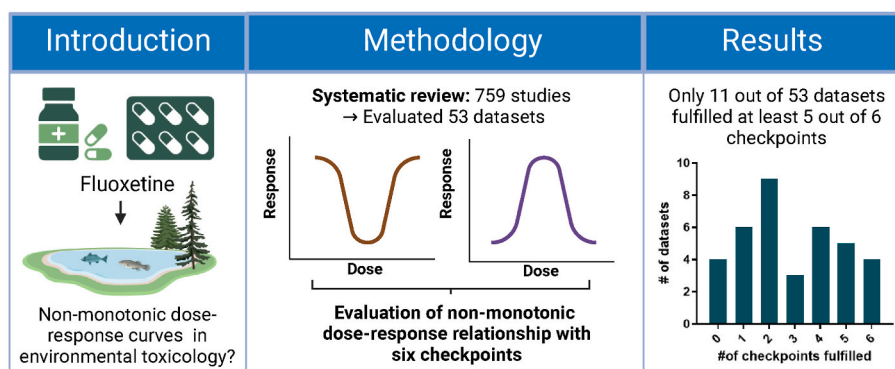 Introduction
Fluoxetine
Non-monotonic dose-
response curves in
environmental toxicology?
Methodology
Systematic review: 759 studies
→ Evaluated 53 datasets
Response
Dose
Response
Dose
Evaluation of non-monotonic
dose-response relationship with
six checkpoints
Results
Only 11 out of 53 datasets
fulfilled at least 5 out of 6
checkpoints
# of datasets
10
8
6
4
2
0
0 1 2 3 4 5 6
#of checkpoints fulfilled